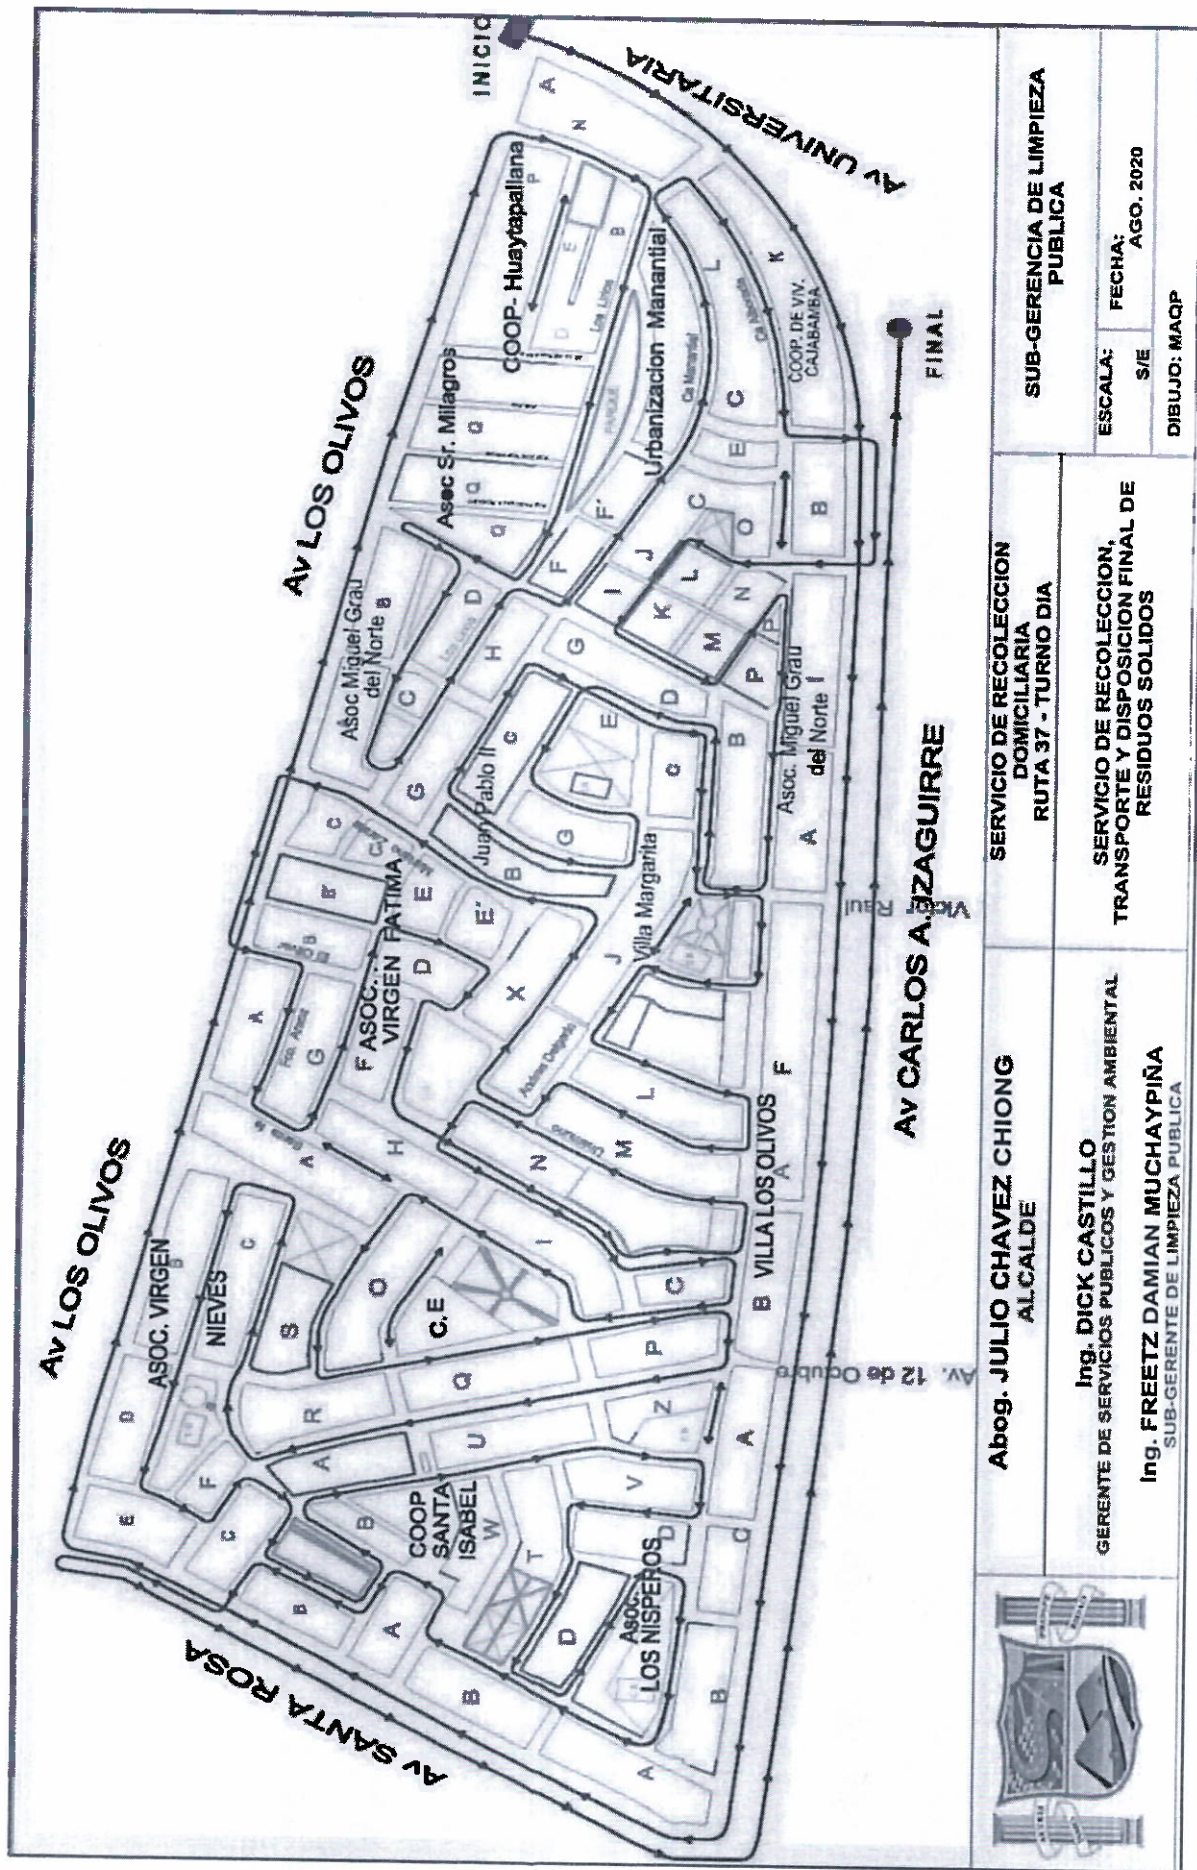 INICIO
Av UNIVERSITARIA
FINAL
Av LOS OLIVOS
Av LOS OLIVOS
Av SANTA ROSA
Av CARLOS A. IZAGUIRRE
Av. 12 de Octubre
Victor Raul
COOP- Huaytapallana
Asoc Sr. Milagros
Urbanizacion Manantial
Ca Manantial
PARQUE
COOP. DE VIV.
CAJABAMBA
Asoc Miguel Grau
del Norte
Juan Pablo II
Villa Margarita
Asoc. Miguel Grau
del Norte I
ASOC.
VIRGEN FATIMA
Andres Delgado
VILLA LOS OLIVOS
ASOC. VIRGEN
NIEVES
C.E
COOP
SANTA
ISABEL
Asoc.
LOS NISPEROS
A
N
P
E
B
D
L
K
C
E
Q
Q
Q
F
F'
J
I
C
O
B
K
L
M
N
P
P
B
D
C
H
G
G
C
E
D
B
G
B
A
C
B'
E
E'
D
X
J
B
A
G
F
H
A
N
M
L
F
A
I
C
B
C
S
O
Q
P
R
U
Z
A
D
F
E
C
A
B
B
A
W
T
V
D
D
C
B
B
A
Abog. JULIO CHAVEZ CHIONG
ALCALDE
Ing. DICK CASTILLO
GERENTE DE SERVICIOS PUBLICOS Y GESTION AMBIENTAL
Ing. FREETZ DAMIAN MUCHAYPIÑA
SUB-GERENTE DE LIMPIEZA PUBLICA
SERVICIO DE RECOLECCION
DOMICILIARIA
RUTA 37 - TURNO DIA
SERVICIO DE RECOLECCION,
TRANSPORTE Y DISPOSICION FINAL DE
RESIDUOS SOLIDOS
SUB-GERENCIA DE LIMPIEZA
PUBLICA
ESCALA:
S/E
FECHA:
AGO. 2020
DIBUJO: MAQP